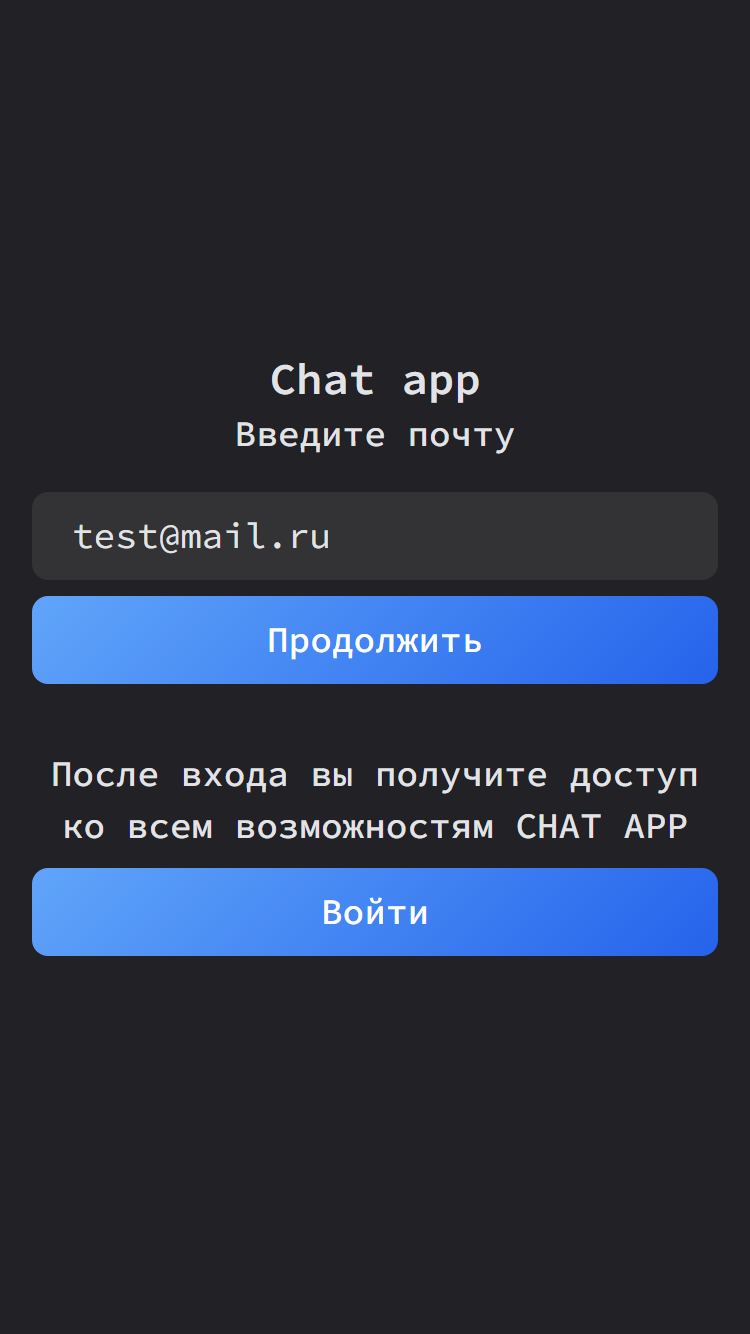 Chat app
Введите почту
test@mail.ru
Продолжить
После входа вы получите доступ
ко всем возможностям CHAT APP
Войти